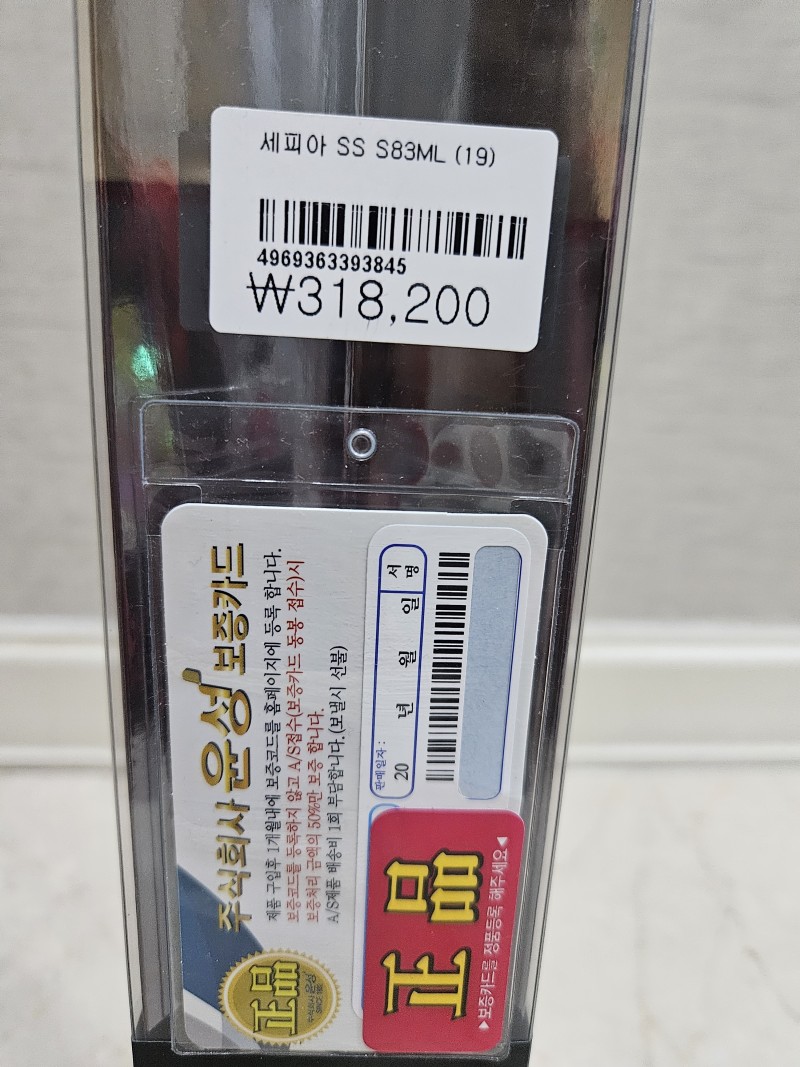 세피아 SS S83ML (19)
4969363393845
₩318,200
주식회사 윤성 보증카드
제품 구입후 1개월내에 보증코드를 홈페이지에 등록 합니다.
보증코드를 등록하지 않고 A/S접수(보증카드 동봉 접수)시
보증처리 금액의 50%만 보증 합니다.
A/S제품 배송비 1회 부담합니다.(보낼시 선불)
판매일자 :
20 년 월 일
서명
正品
▶보증카드를 정품등록 해주세요◀
正品
주식회사윤성